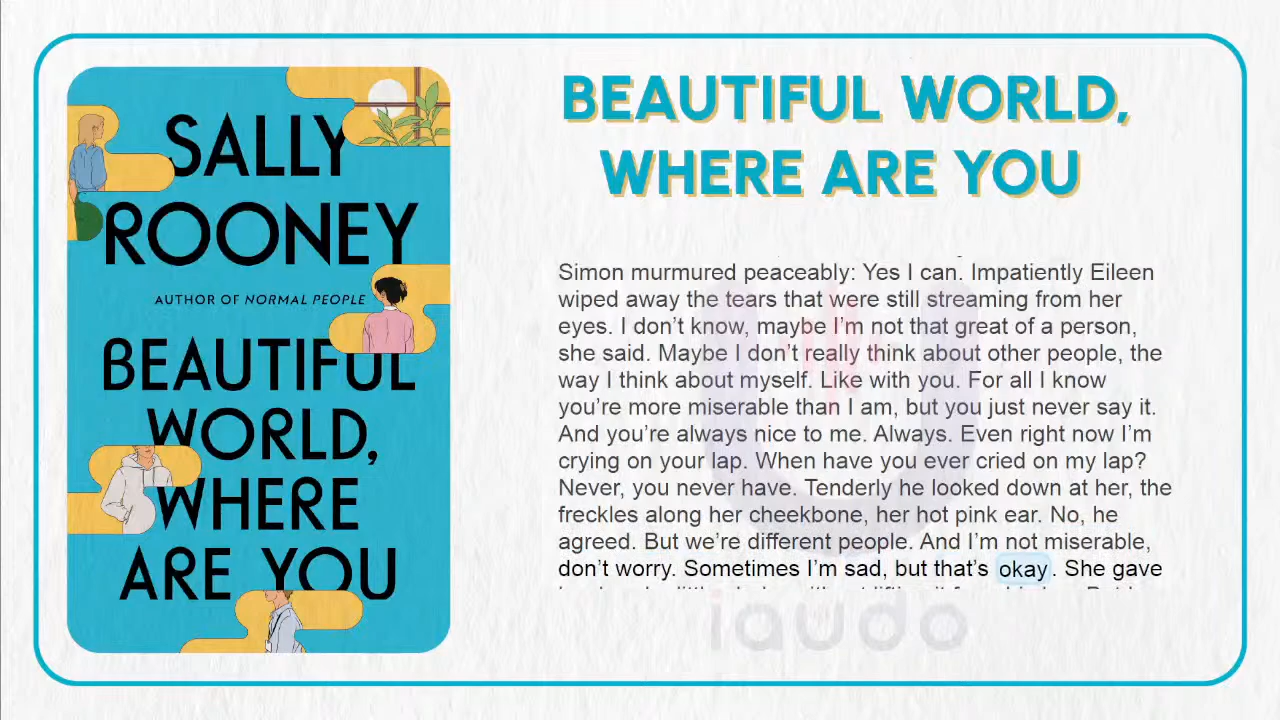 SALLY
ROONEY
AUTHOR OF NORMAL PEOPLE
BEAUTIFUL
WORLD,
WHERE
ARE YOU
BEAUTIFUL WORLD,
WHERE ARE YOU
Simon murmured peaceably: Yes I can. Impatiently Eileen
wiped away the tears that were still streaming from her
eyes. I don’t know, maybe I’m not that great of a person,
she said. Maybe I don’t really think about other people, the
way I think about myself. Like with you. For all I know
you’re more miserable than I am, but you just never say it.
And you’re always nice to me. Always. Even right now I’m
crying on your lap. When have you ever cried on my lap?
Never, you never have. Tenderly he looked down at her, the
freckles along her cheekbone, her hot pink ear. No, he
agreed. But we’re different people. And I’m not miserable,
don’t worry. Sometimes I’m sad, but that’s okay. She gave
iaudo